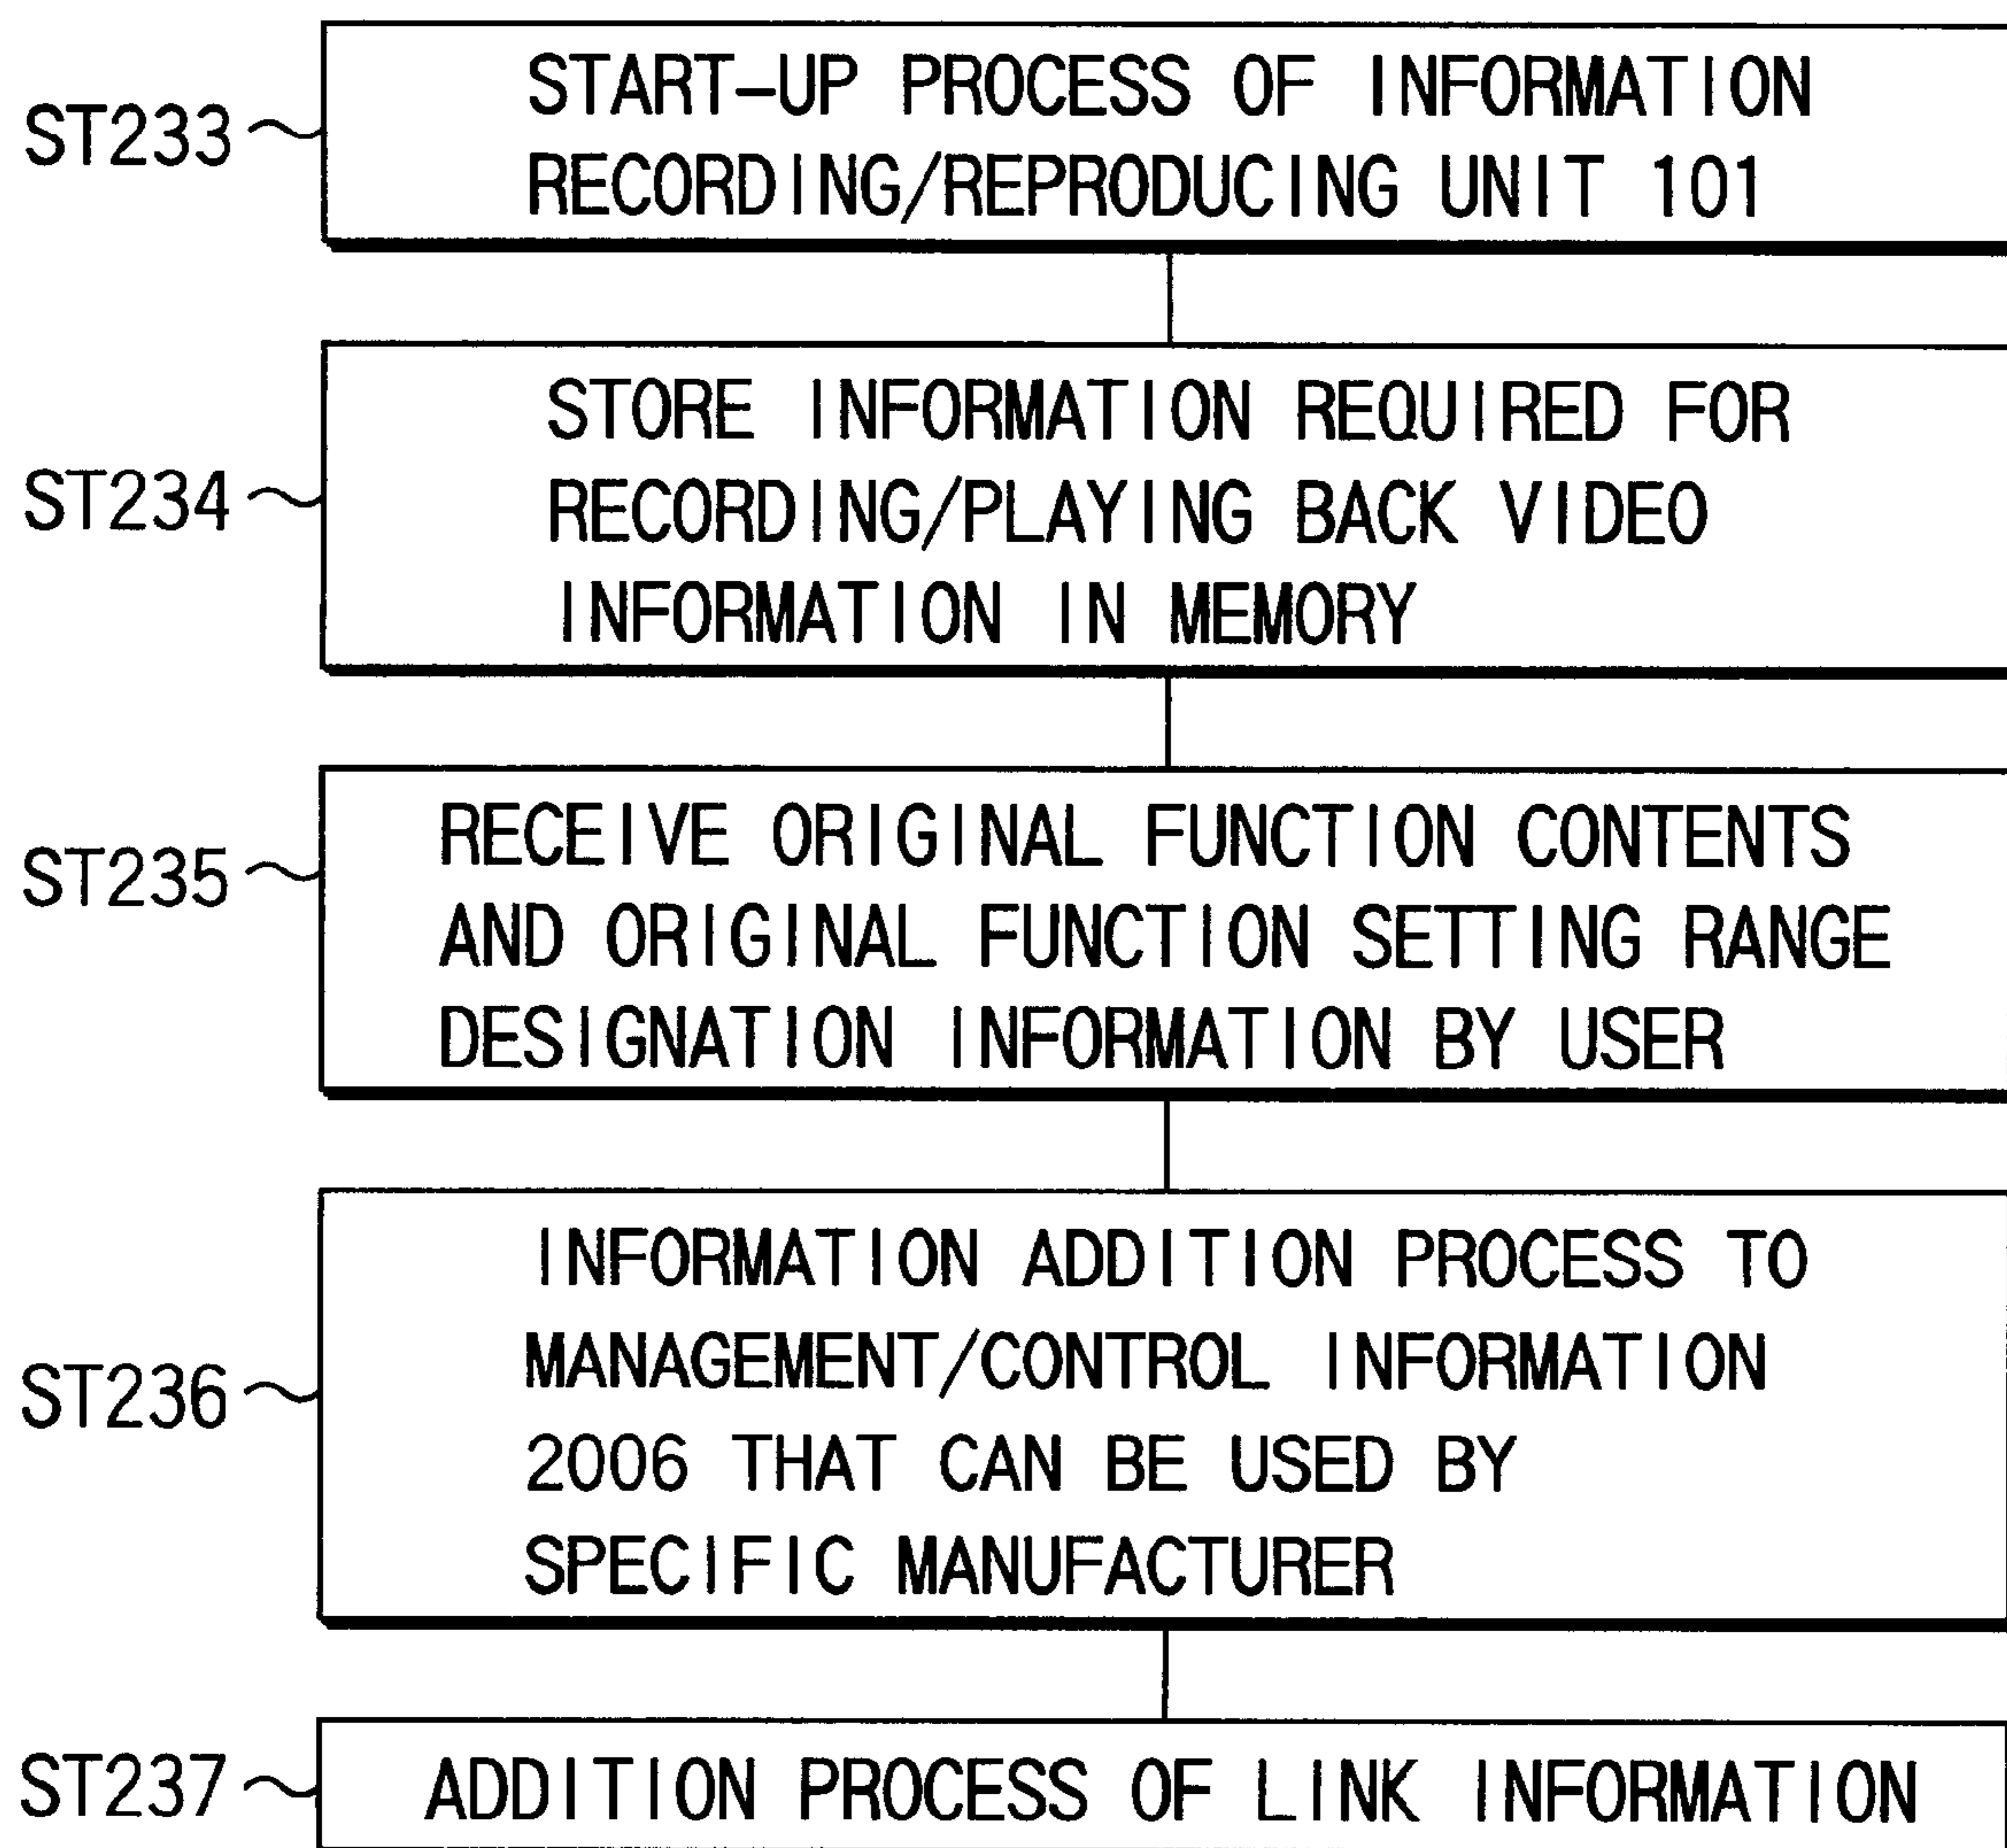 ST233
START-UP PROCESS OF INFORMATION
RECORDING/REPRODUCING UNIT 101
ST234
STORE INFORMATION REQUIRED FOR
RECORDING/PLAYING BACK VIDEO
INFORMATION IN MEMORY
ST235
RECEIVE ORIGINAL FUNCTION CONTENTS
AND ORIGINAL FUNCTION SETTING RANGE
DESIGNATION INFORMATION BY USER
ST236
INFORMATION ADDITION PROCESS TO
MANAGEMENT/CONTROL INFORMATION
2006 THAT CAN BE USED BY
SPECIFIC MANUFACTURER
ST237
ADDITION PROCESS OF LINK INFORMATION